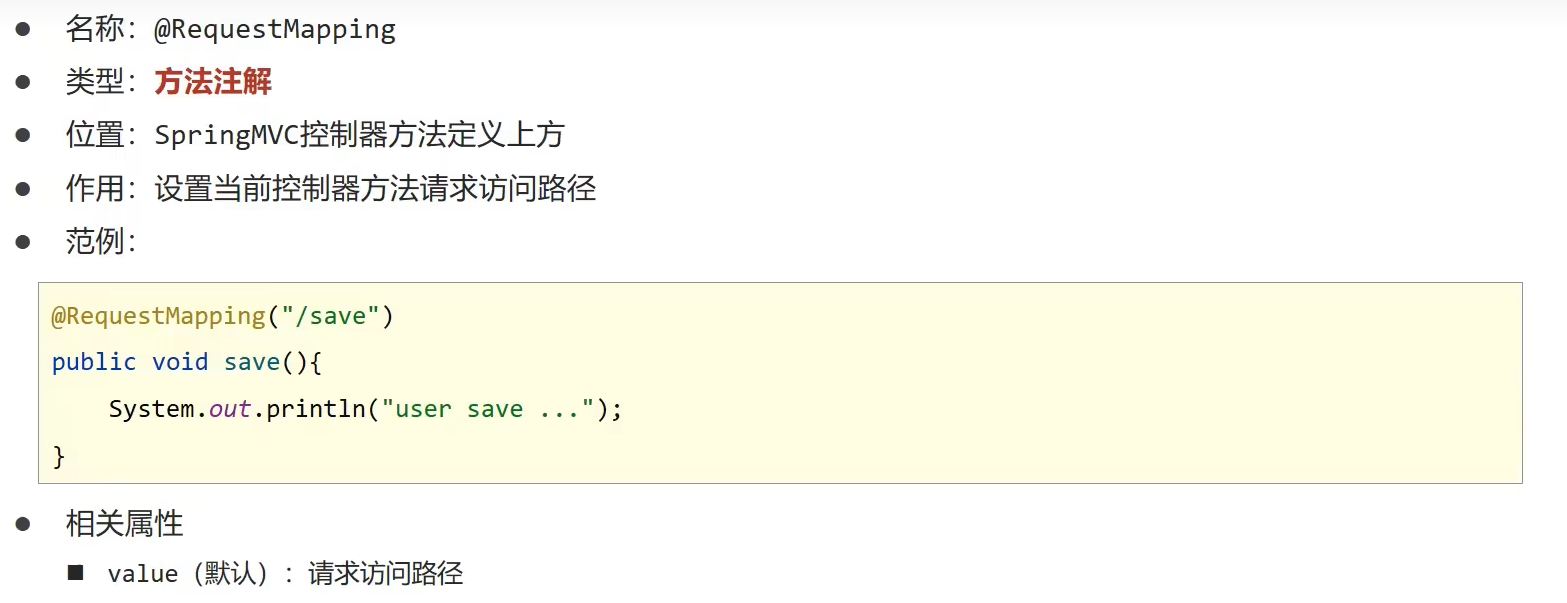 ● 名称：@RequestMapping
● 类型：方法注解
● 位置：SpringMVC控制器方法定义上方
● 作用：设置当前控制器方法请求访问路径
● 范例：
@RequestMapping("/save")
public void save(){
    System.out.println("user save ...");
}
● 相关属性
■ value（默认）：请求访问路径